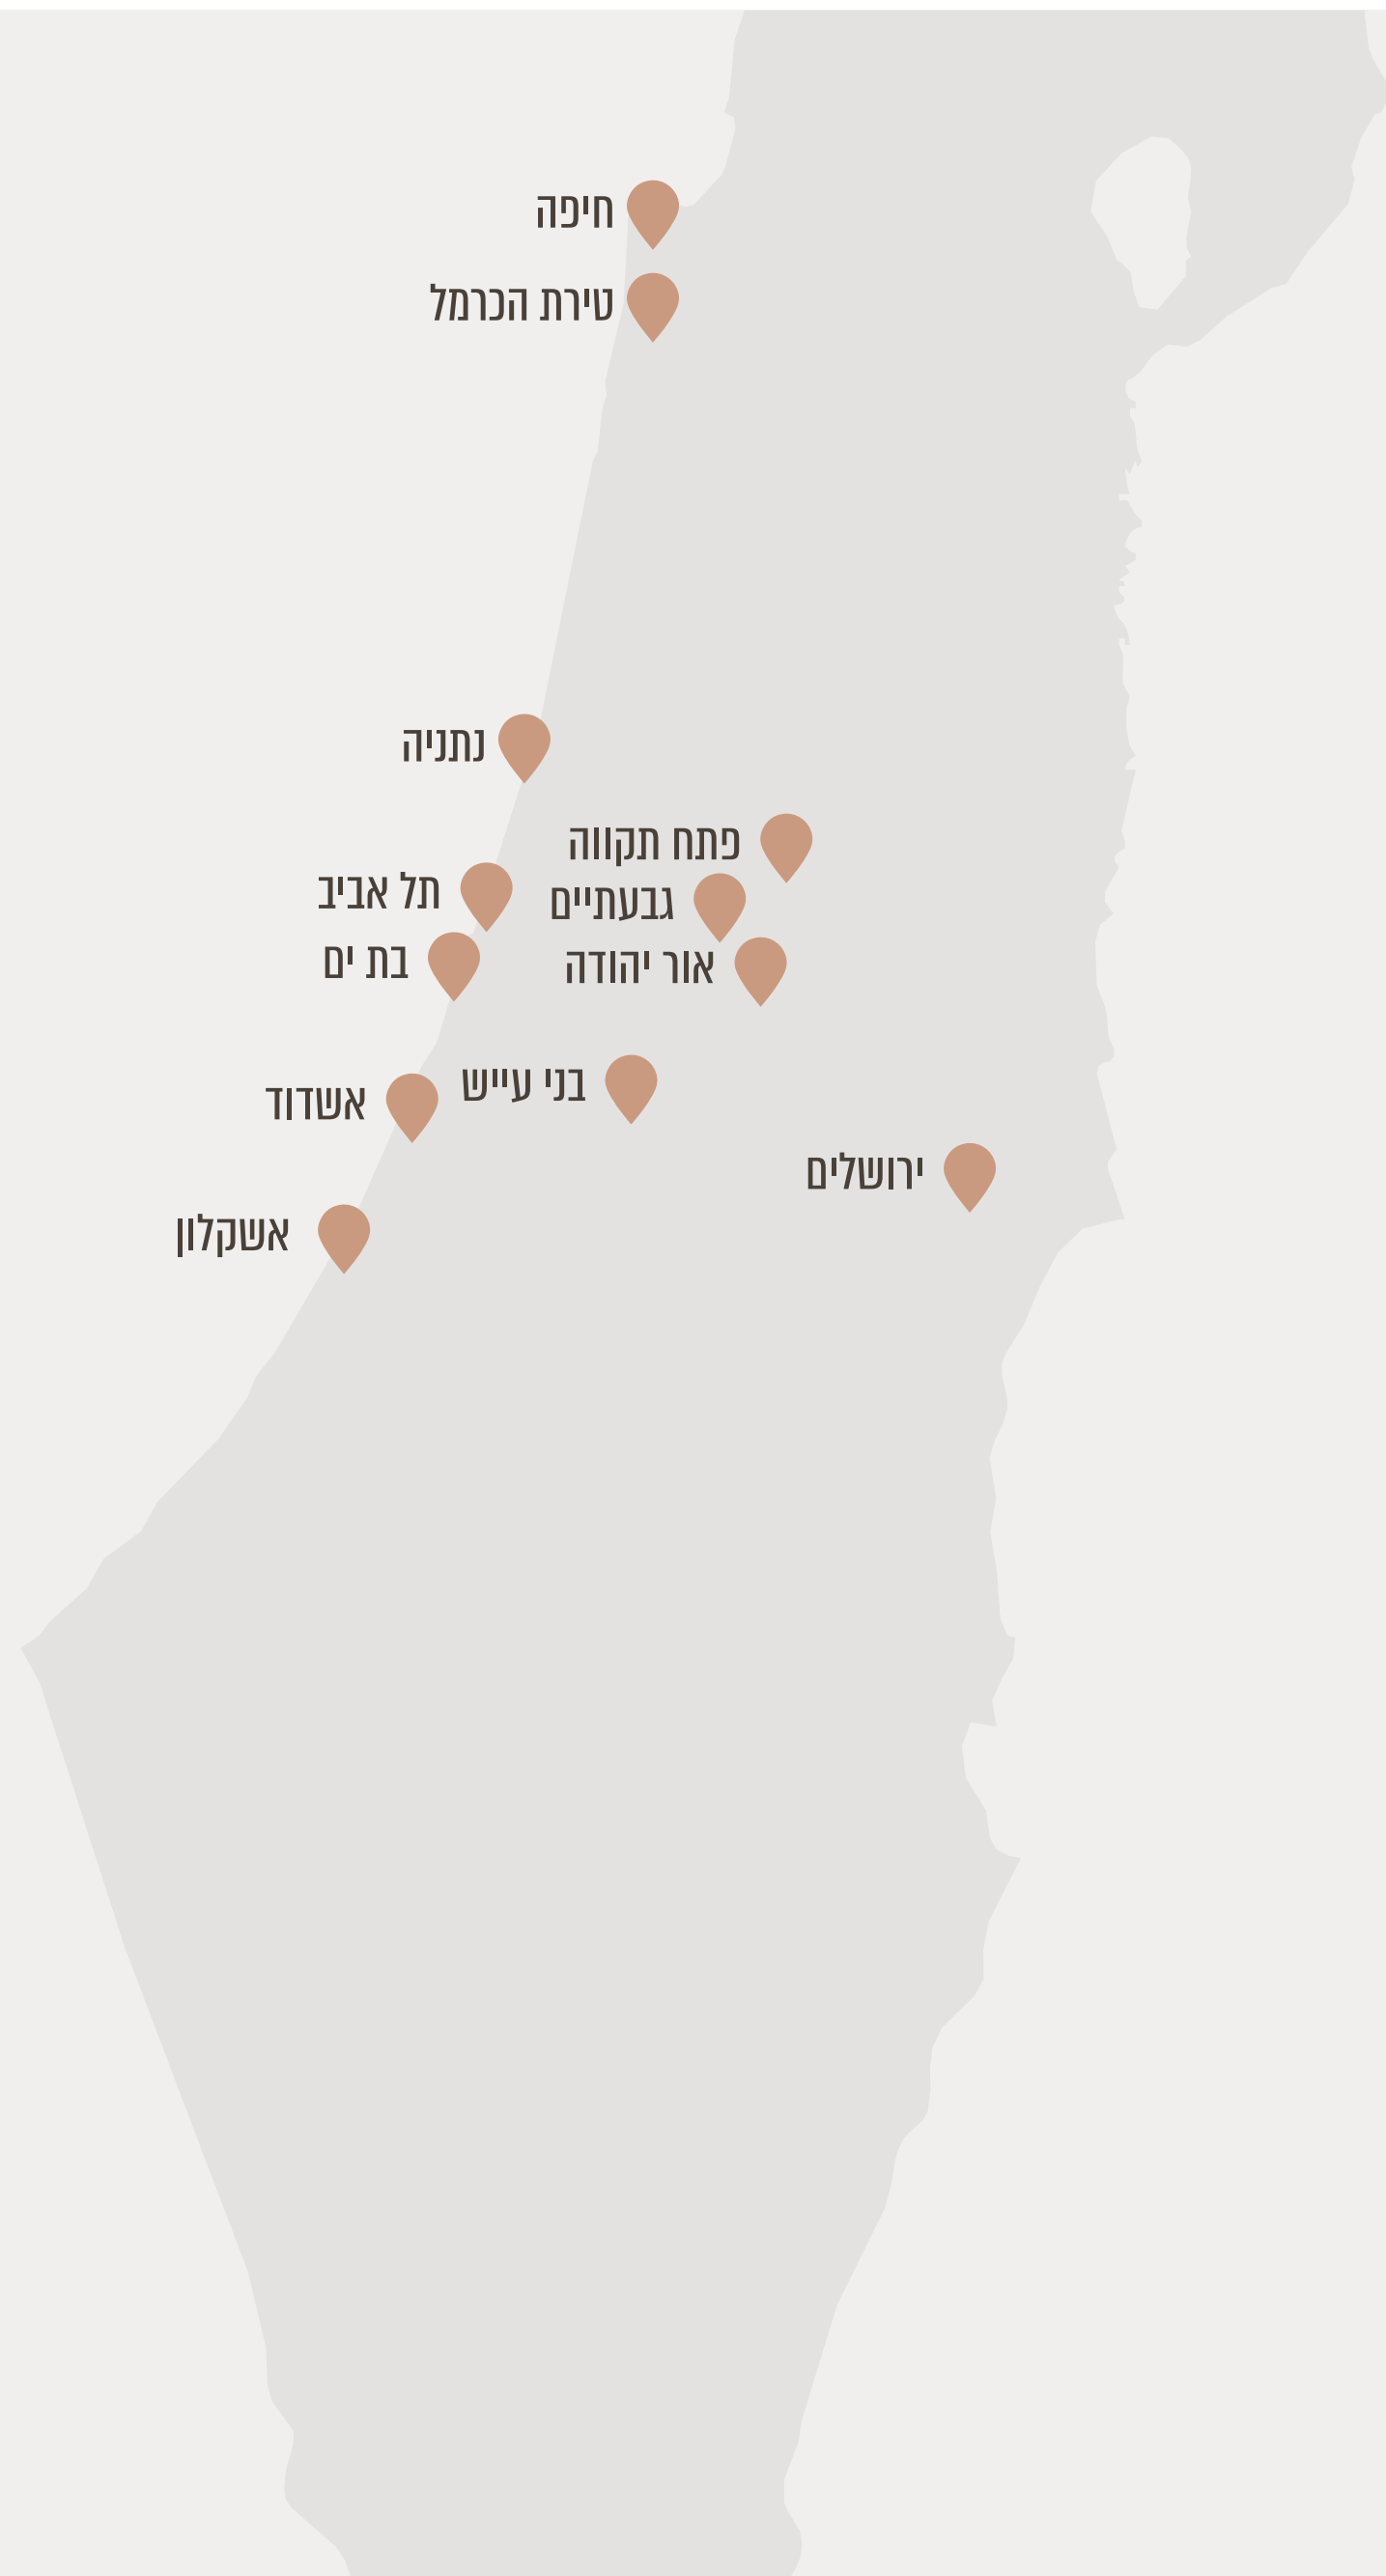 חיפה
טירת הכרמל
נתניה
פתח תקווה
תל אביב
גבעתיים
בת ים
אור יהודה
בני עייש
אשדוד
ירושלים
אשקלון